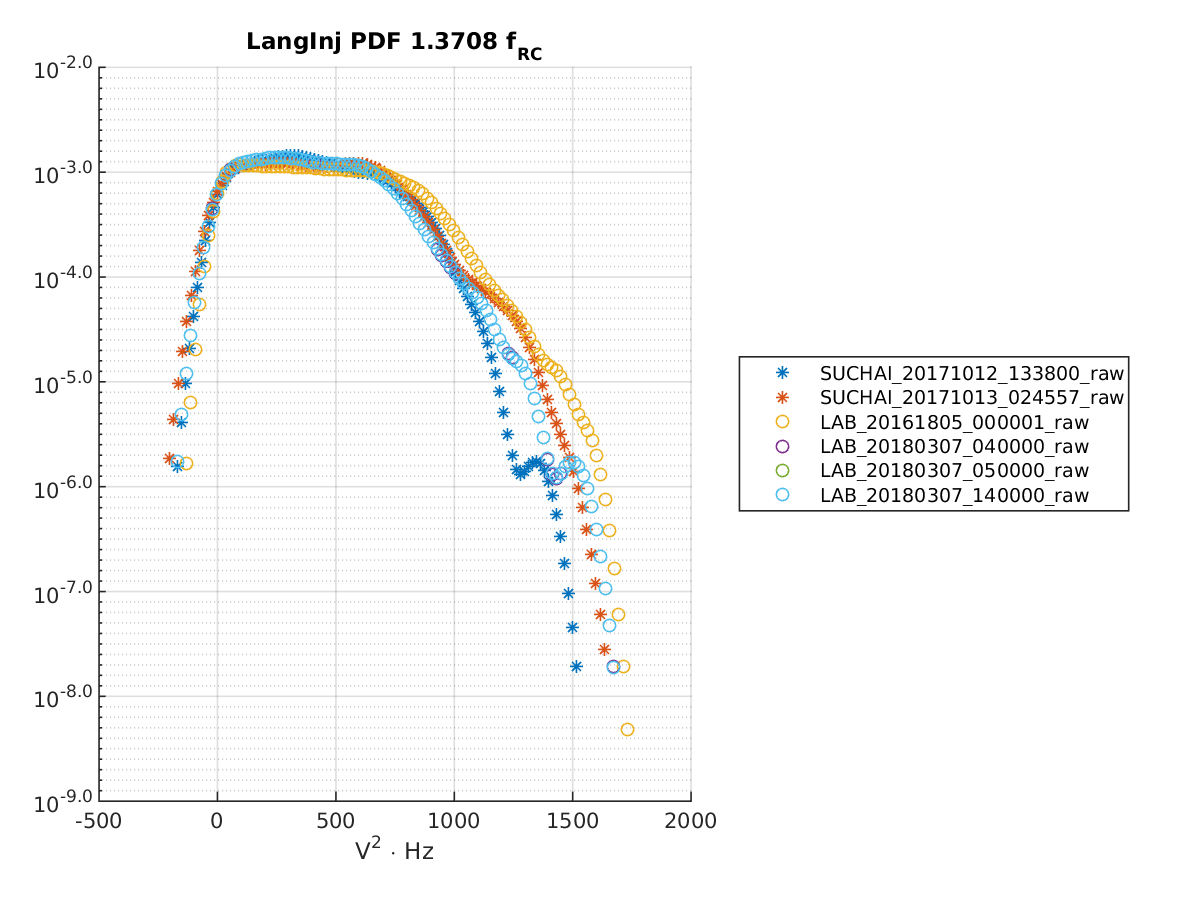 LangInj PDF 1.3708 f_RC
10^-2.0
10^-3.0
10^-4.0
10^-5.0
10^-6.0
10^-7.0
10^-8.0
10^-9.0
-500 0 500 1000 1500 2000
V^2 · Hz
SUCHAI_20171012_133800_raw
SUCHAI_20171013_024557_raw
LAB_20161805_000001_raw
LAB_20180307_040000_raw
LAB_20180307_050000_raw
LAB_20180307_140000_raw